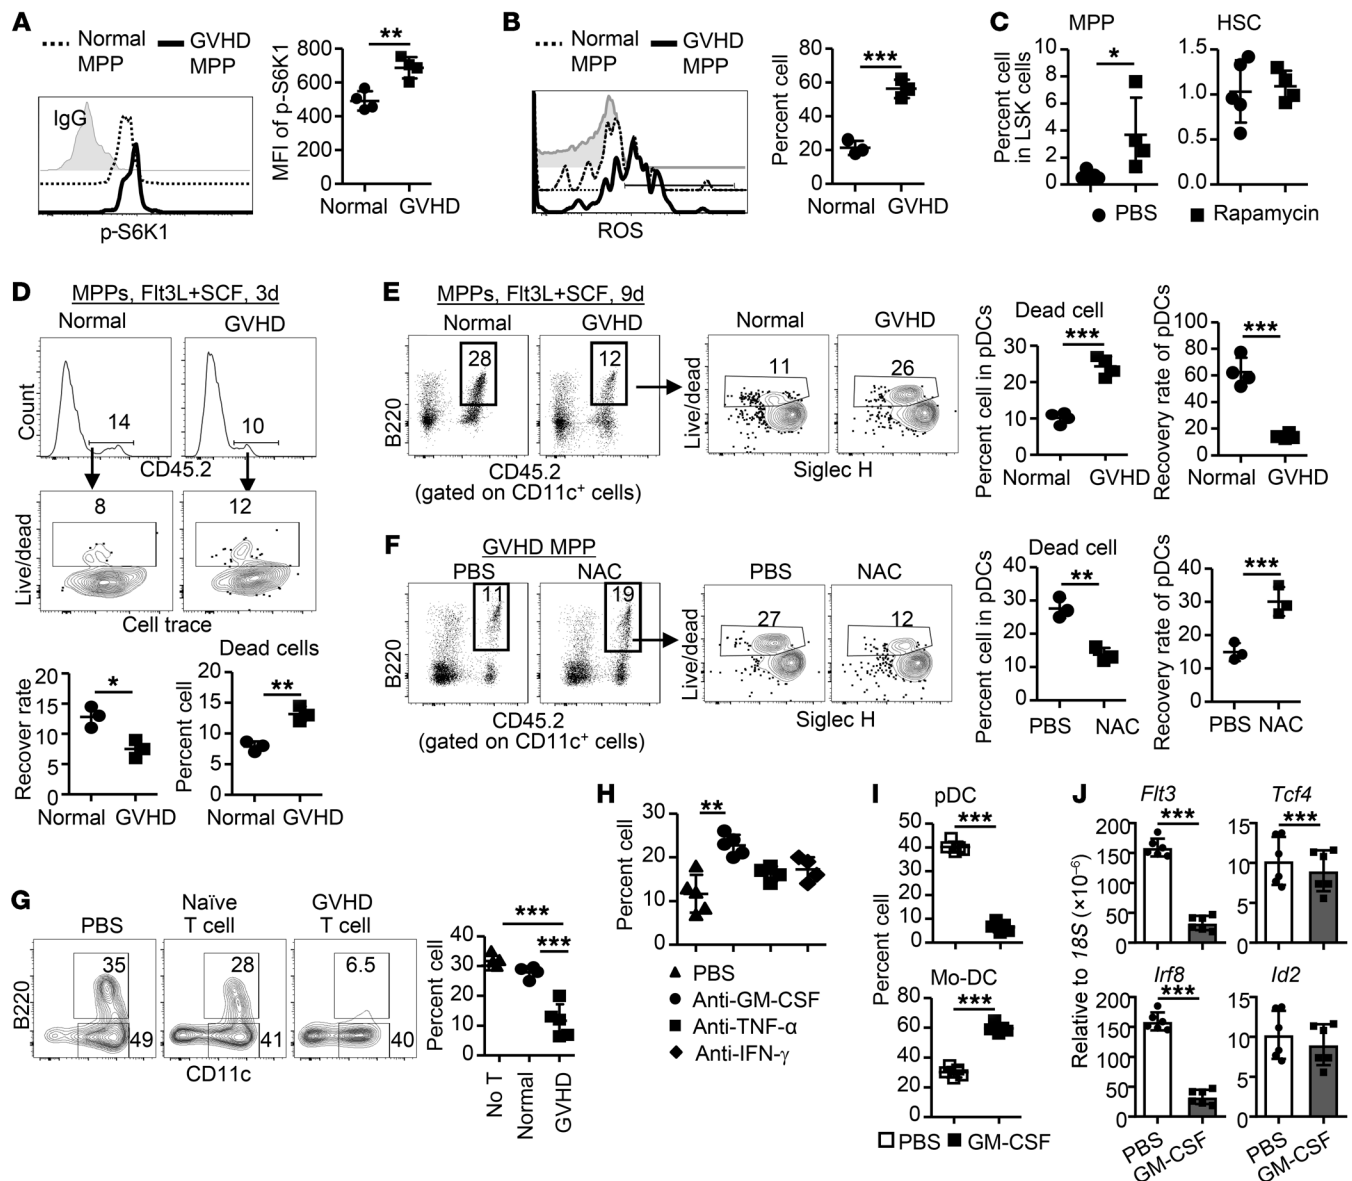 A
Normal MPP
GVHD MPP
IgG
p-S6K1
MFI of p-S6K1
800
600
400
200
0
**
Normal GVHD
B
Normal MPP
GVHD MPP
ROS
Percent cell
80
60
40
20
0
***
Normal GVHD
C
MPP
HSC
Percent cell
in LSK cells
10
8
6
4
2
0
*
1.5
1.0
0.5
0.0
PBS
Rapamycin
D
MPPs, Flt3L+SCF, 3d
Normal
GVHD
Count
14
10
CD45.2
8
12
Live/dead
Cell trace
Recover rate
20
15
10
5
0
*
Normal GVHD
Dead cells
Percent cell
20
15
10
5
0
**
Normal GVHD
E
MPPs, Flt3L+SCF, 9d
Normal
GVHD
28
12
B220
CD45.2
(gated on CD11c+ cells)
Normal
GVHD
11
26
Live/dead
Siglec H
Dead cell
Percent cell in pDCs
30
20
10
0
***
Normal
GVHD
Recovery rate of pDCs
100
80
60
40
20
0
***
Normal
GVHD
F
GVHD MPP
PBS
NAC
11
19
B220
CD45.2
(gated on CD11c+ cells)
PBS
NAC
27
12
Live/dead
Siglec H
Dead cell
Percent cell in pDCs
40
30
20
10
0
**
PBS
NAC
Recovery rate of pDCs
40
30
20
10
0
***
PBS NAC
G
PBS
Naïve
T cell
GVHD
T cell
35
28
6.5
49
41
40
B220
CD11c
Percent cell
40
30
20
10
0
***
***
No T
Normal
GVHD
H
Percent cell
30
20
10
0
**
PBS
Anti-GM-CSF
Anti-TNF-α
Anti-IFN-γ
I
pDC
Percent cell
50
40
30
20
10
0
***
Mo-DC
80
60
40
20
0
***
PBS
GM-CSF
J
Flt3
Tcf4
Relative to 18S (×10−6)
200
150
100
50
0
***
15
10
5
0
***
Irf8
Id2
200
150
100
50
0
***
15
10
5
0
PBS
GM-CSF
PBS
GM-CSF